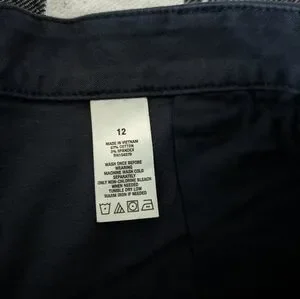 12
MADE IN VIETNAM
97% COTTON
3% SPANDEX
WASH ONCE BEFORE
WEARING
MACHINE WASH COLD
SEPARATELY
ONLY NON-CHLORINE BLEACH
WHEN NEEDED
TUMBLE DRY LOW
WARM IRON IF NEEDED